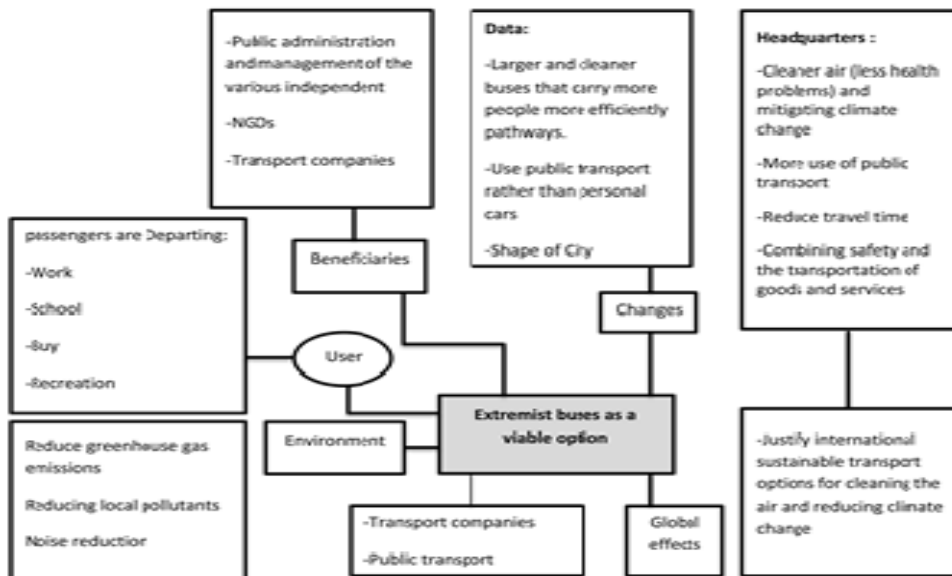 -Public administration
and management of the
various independent
-NGOs
-Transport companies
Data:
-Larger and cleaner
buses that carry more
people more efficiently
pathways.
-Use public transport
rather than personal
cars
-Shape of City
Headquarters :
-Cleaner air (less health
problems) and
mitigating climate
change
-More use of public
transport
-Reduce travel time
-Combining safety and
the transportation of
goods and services
passengers are Departing:
-Work
-School
-Buy
-Recreation
Beneficiaries
Changes
User
Extremist buses as a
viable option
Environment
Reduce greenhouse gas
emissions
Reducing local pollutants
Noise reduction
-Transport companies
-Public transport
Global
effects
-Justify international
sustainable transport
options for cleaning the
air and reducing climate
change